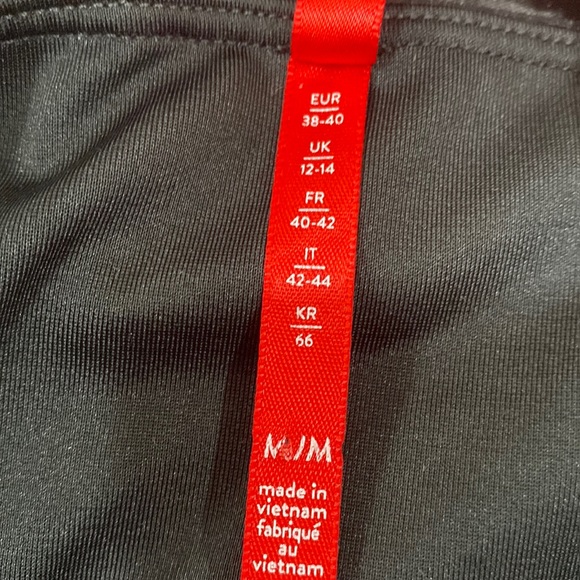 EUR
38-40
UK
12-14
FR
40-42
IT
42-44
KR
66
M/M
made in
vietnam
fabriqué
au
vietnam